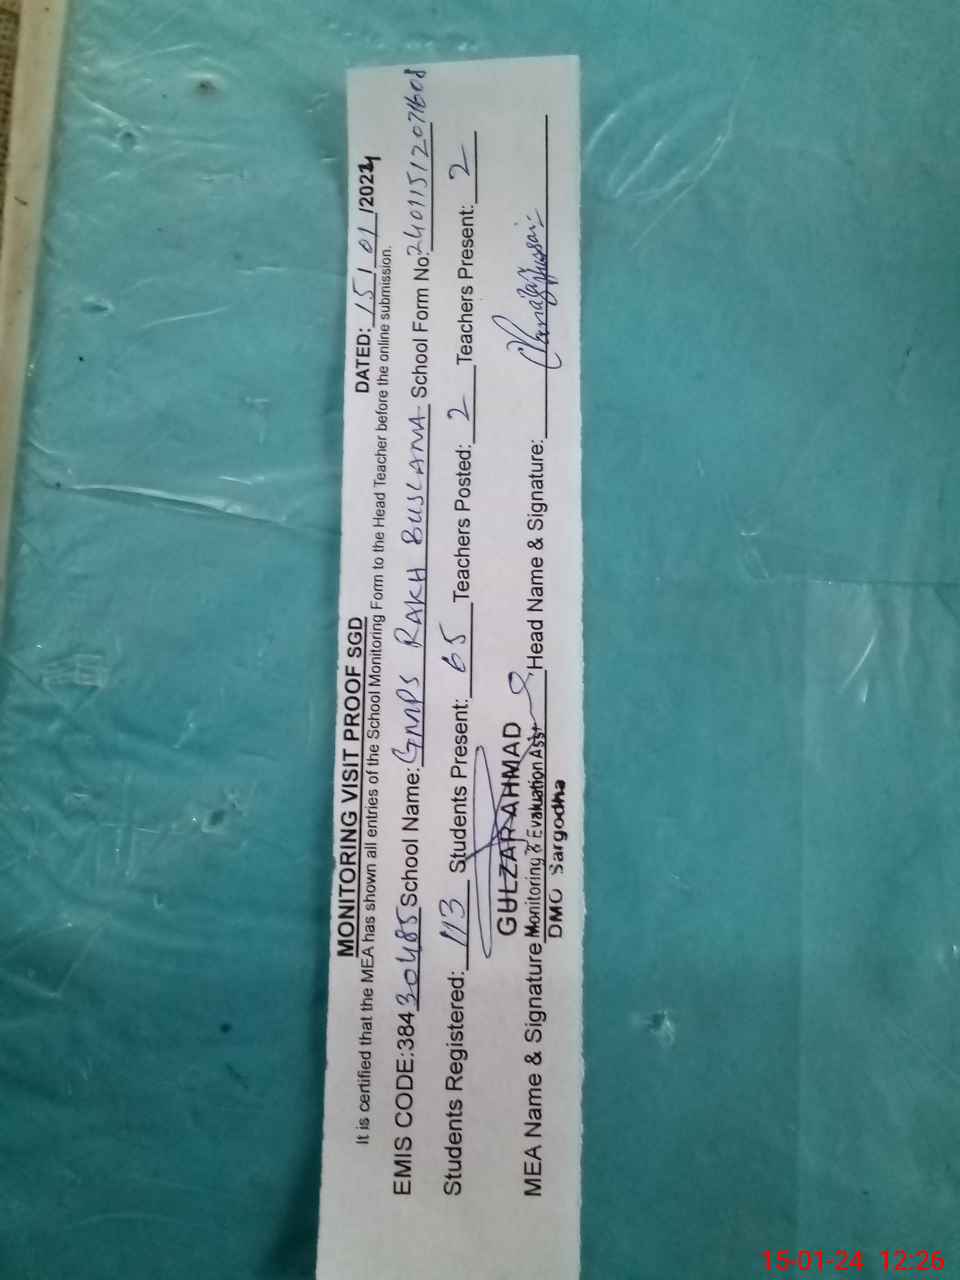 MONITORING VISIT PROOF SGD DATED: 15/01/2024
It is certified that the MEA has shown all entries of the School Monitoring Form to the Head Teacher before the online submission.
EMIS CODE:384 30485 School Name: GMPS RAKH BUSLANA School Form No: 24011512071608
Students Registered: 113 Students Present: 65 Teachers Posted: 2 Teachers Present: 2
GULZAR AHMAD
MEA Name & Signature Monitoring & Evaluation Asst Head Name & Signature:
DMO Sargodha
15-01-24 12:26